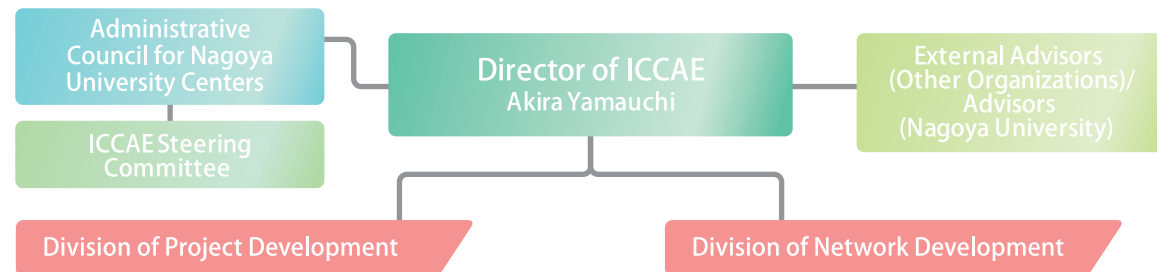 Administrative
Council for Nagoya
University Centers
ICCAE Steering
Committee
Director of ICCAE
Akira Yamauchi
External Advisors
(Other Organizations)/
Advisors
(Nagoya University)
Division of Project Development
Division of Network Development